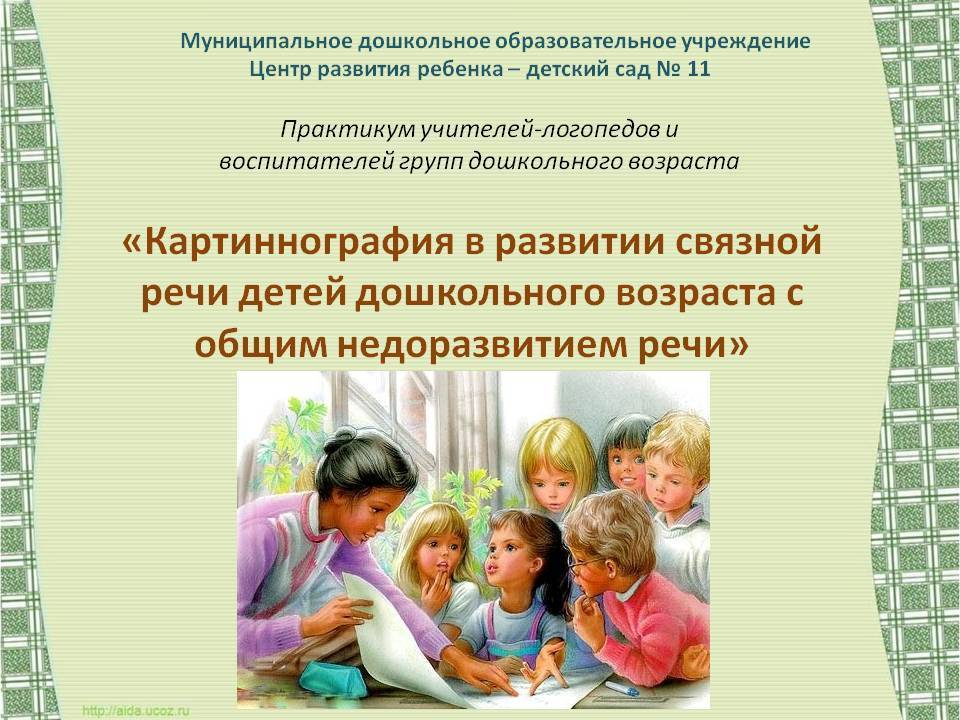 Муниципальное дошкольное образовательное учреждение
Центр развития ребенка – детский сад № 11
Практикум учителей-логопедов и
воспитателей групп дошкольного возраста
«Картиннография в развитии связной
речи детей дошкольного возраста с
общим недоразвитием речи»
http://aida.ucoz.ru